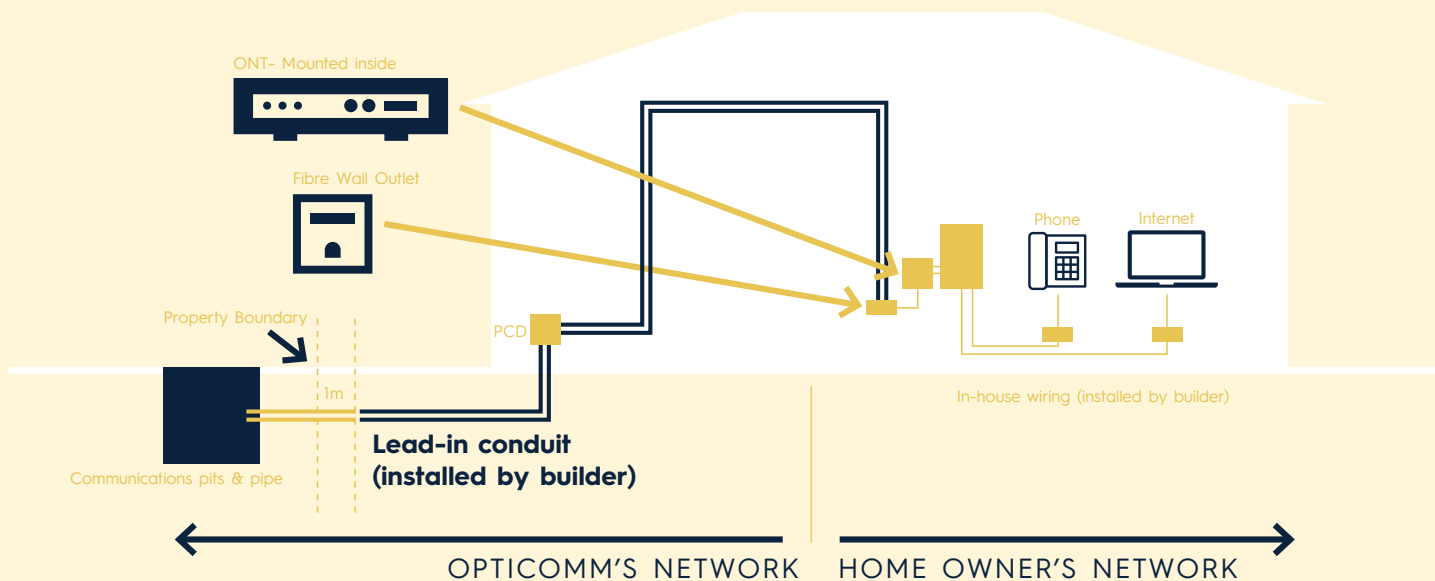 ONT- Mounted inside
Fibre Wall Outlet
Phone
Internet
Property Boundary
PCD
1m
In-house wiring (installed by builder)
Lead-in conduit
(installed by builder)
Communications pits & pipe
OPTICOMM'S NETWORK
HOME OWNER'S NETWORK